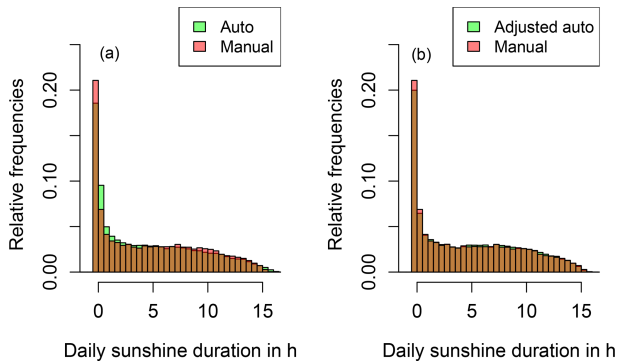 (a)
Auto
Manual
Relative frequencies
0.00
0.10
0.20
0
5
10
15
Daily sunshine duration in h
(b)
Adjusted auto
Manual
Relative frequencies
0.00
0.10
0.20
0
5
10
15
Daily sunshine duration in h